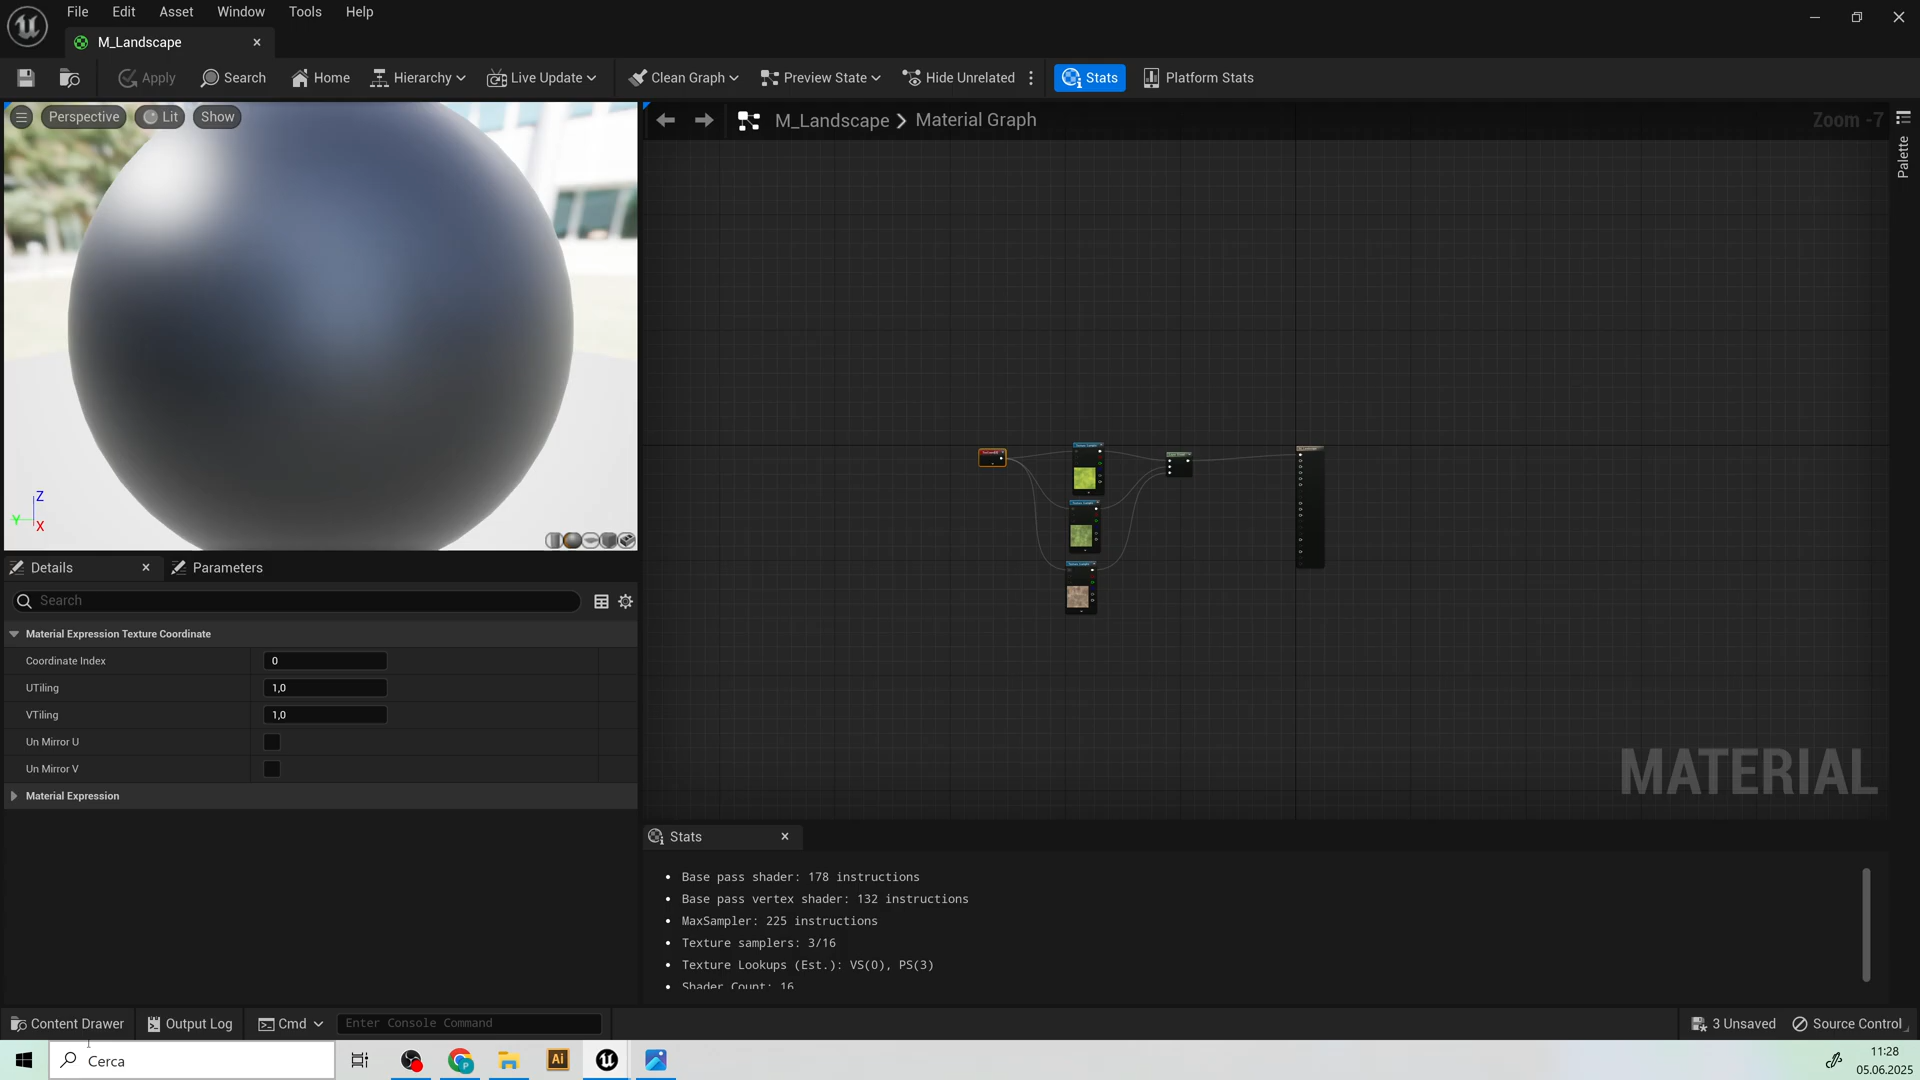 File Edit Asset Window Tools Help
M_Landscape
Apply Search Home Hierarchy Live Update Clean Graph Preview State Hide Unrelated Stats Platform Stats
Perspective Lit Show
M_Landscape > Material Graph
Zoom -7
Palette
Z
Y
X
MATERIAL
Details Parameters
Search
Material Expression Texture Coordinate
Coordinate Index 0
UTiling 1,0
VTiling 1,0
Un Mirror U
Un Mirror V
Material Expression
Stats
• Base pass shader: 178 instructions
• Base pass vertex shader: 132 instructions
• MaxSampler: 225 instructions
• Texture samplers: 3/16
• Texture Lookups (Est.): VS(0), PS(3)
• Shader Count: 16
Content Drawer Output Log Cmd Enter Console Command 3 Unsaved Source Control
Cerca
Ai
11:28
05.06.2025